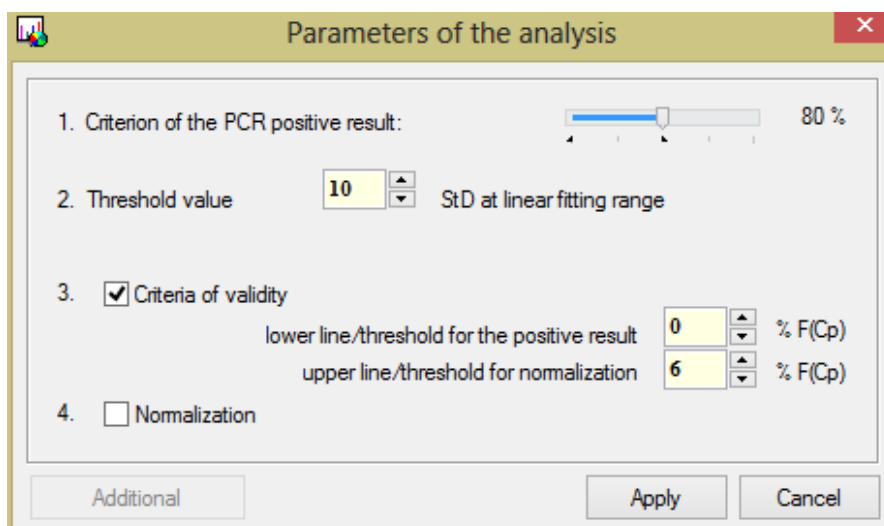 Parameters of the analysis
1. Criterion of the PCR positive result: 80 %
2. Threshold value 10 StD at linear fitting range
3. Criteria of validity
lower line/threshold for the positive result 0 % F(Cp)
upper line/threshold for normalization 6 % F(Cp)
4. Normalization
Additional Apply Cancel